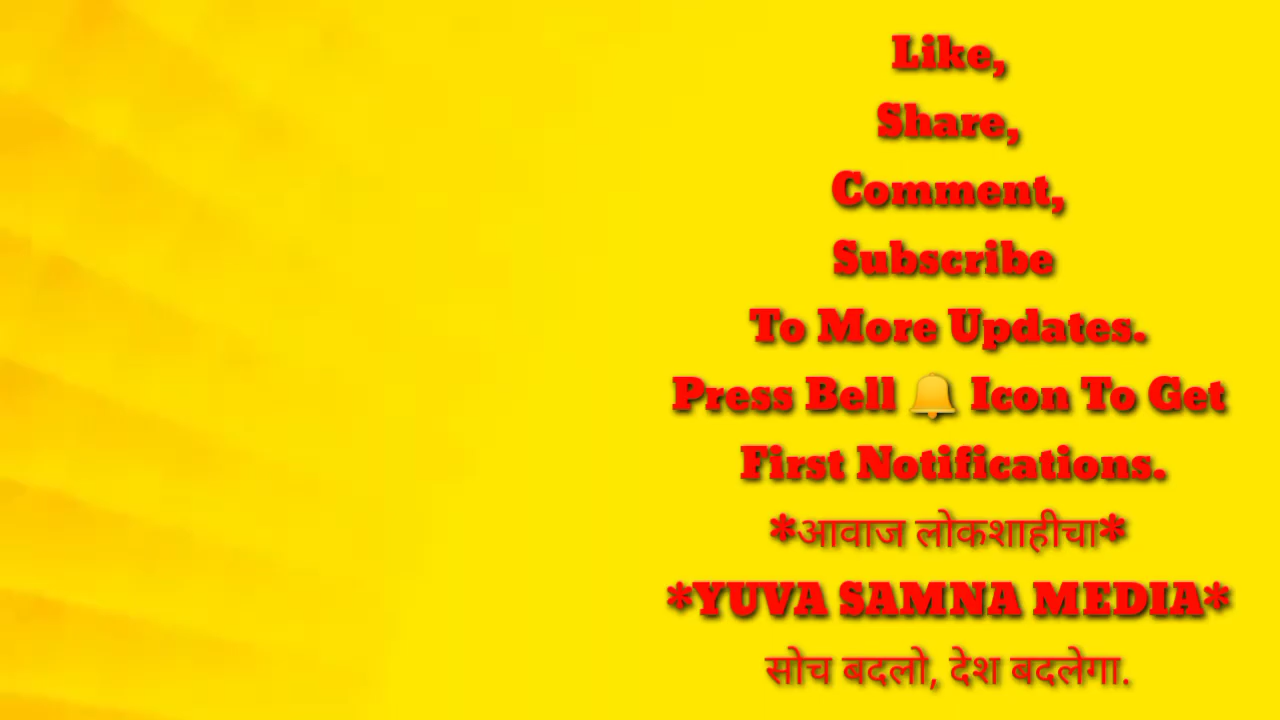 Like,
Share,
Comment,
Subscribe
To More Updates.
Press Bell 🔔 Icon To Get
First Notifications.
*आवाज लोकशाहीचा*
*YUVA SAMNA MEDIA*
सोच बदलो, देश बदलेगा.